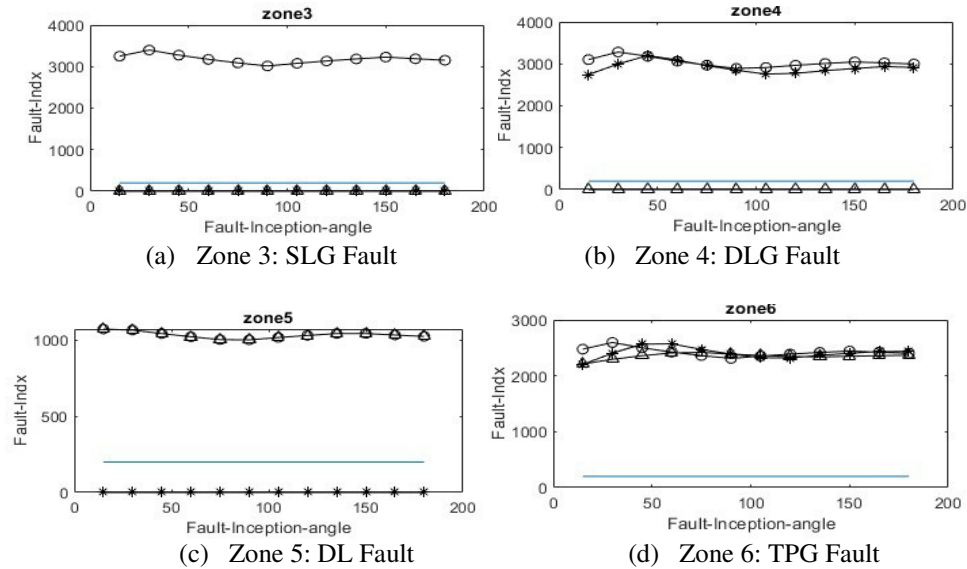 zone3
4000
3000
2000
1000
0
0 50 100 150 200
Fault-Indx
Fault-Inception-angle
(a) Zone 3: SLG Fault
zone4
4000
3000
2000
1000
0
0 50 100 150 200
Fault-Indx
Fault-Inception-angle
(b) Zone 4: DLG Fault
zone5
1000
500
0
0 50 100 150 200
Fault-Indx
Fault-Inception-angle
(c) Zone 5: DL Fault
zone6
3000
2000
1000
0
0 50 100 150 200
Fault-Indx
Fault-Inception-angle
(d) Zone 6: TPG Fault